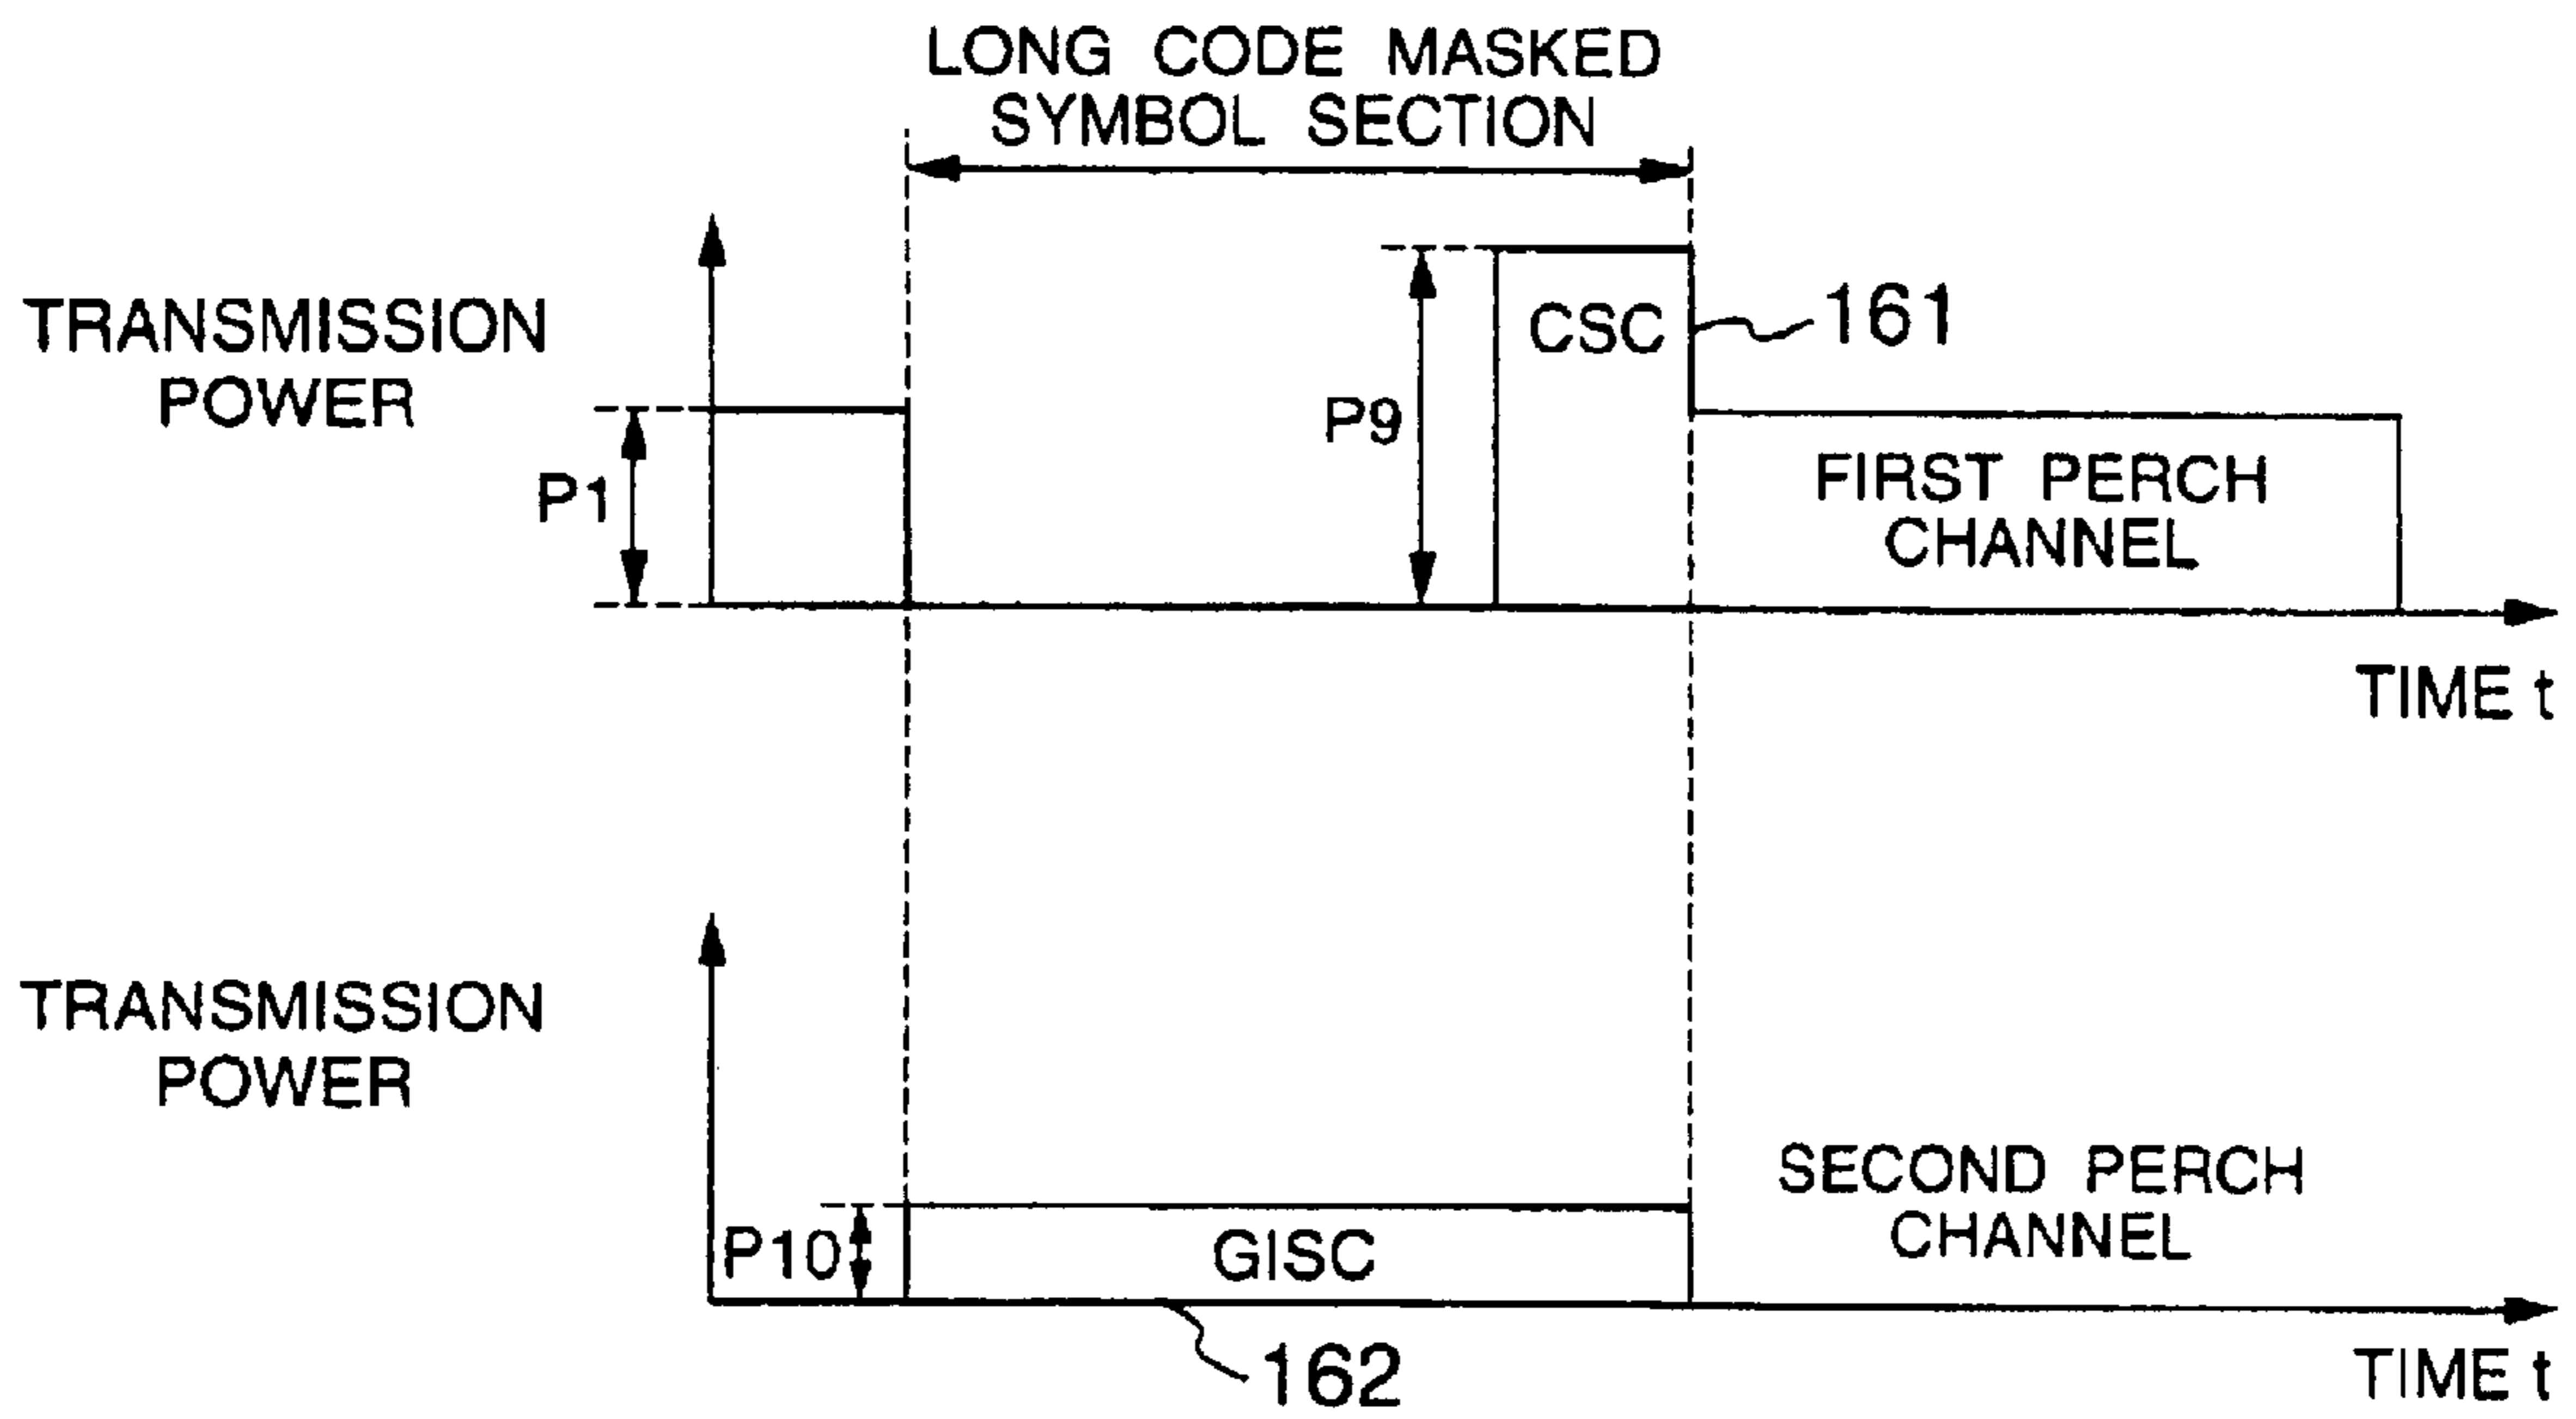 LONG CODE MASKED
SYMBOL SECTION
TRANSMISSION
POWER
CSC
161
P9
P1
FIRST PERCH
CHANNEL
TIME t
TRANSMISSION
POWER
SECOND PERCH
CHANNEL
P10
GISC
162
TIME t